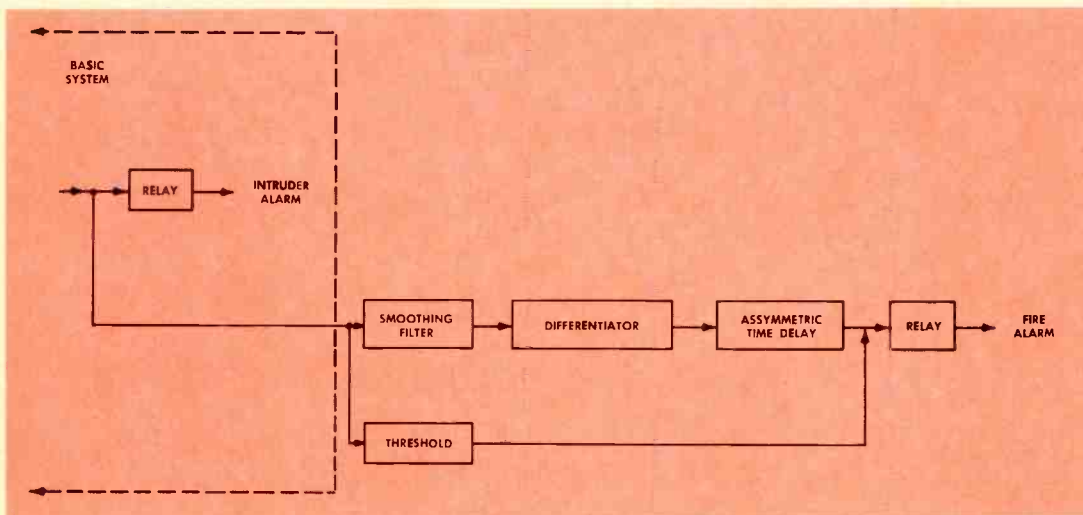 BASIC
SYSTEM
RELAY
INTRUDER
ALARM
SMOOTHING
FILTER
DIFFERENTIATOR
ASSYMMETRIC
TIME DELAY
RELAY
FIRE
ALARM
THRESHOLD